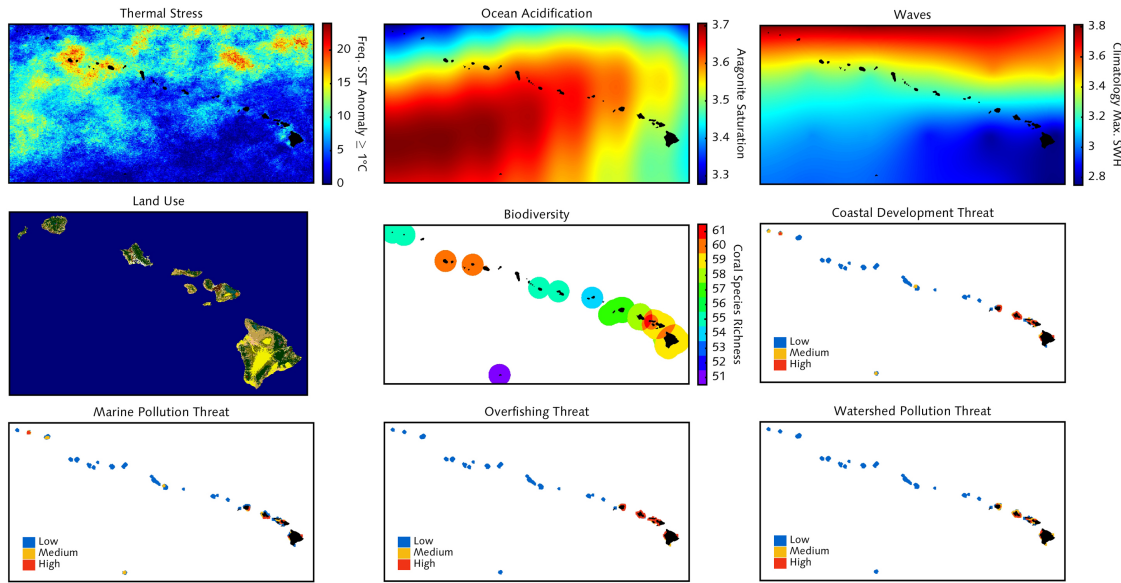 Thermal Stress
20
15
10
5
0
Freq. SST Anomaly ≥ 1°C
Ocean Acidification
3.7
3.6
3.5
3.4
3.3
Aragonite Saturation
Waves
3.8
3.6
3.4
3.2
3
2.8
Climatology Max. SWH
Land Use
Biodiversity
61
60
59
58
57
56
55
54
53
52
51
Coral Species Richness
Coastal Development Threat
Low
Medium
High
Marine Pollution Threat
Low
Medium
High
Overfishing Threat
Low
Medium
High
Watershed Pollution Threat
Low
Medium
High